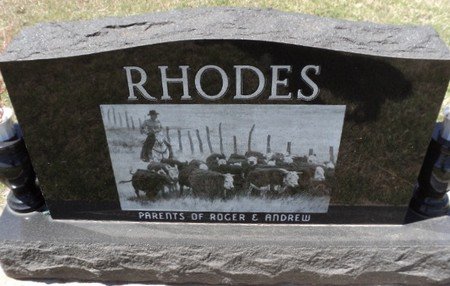 RHODES
PARENTS OF ROGER & ANDREW